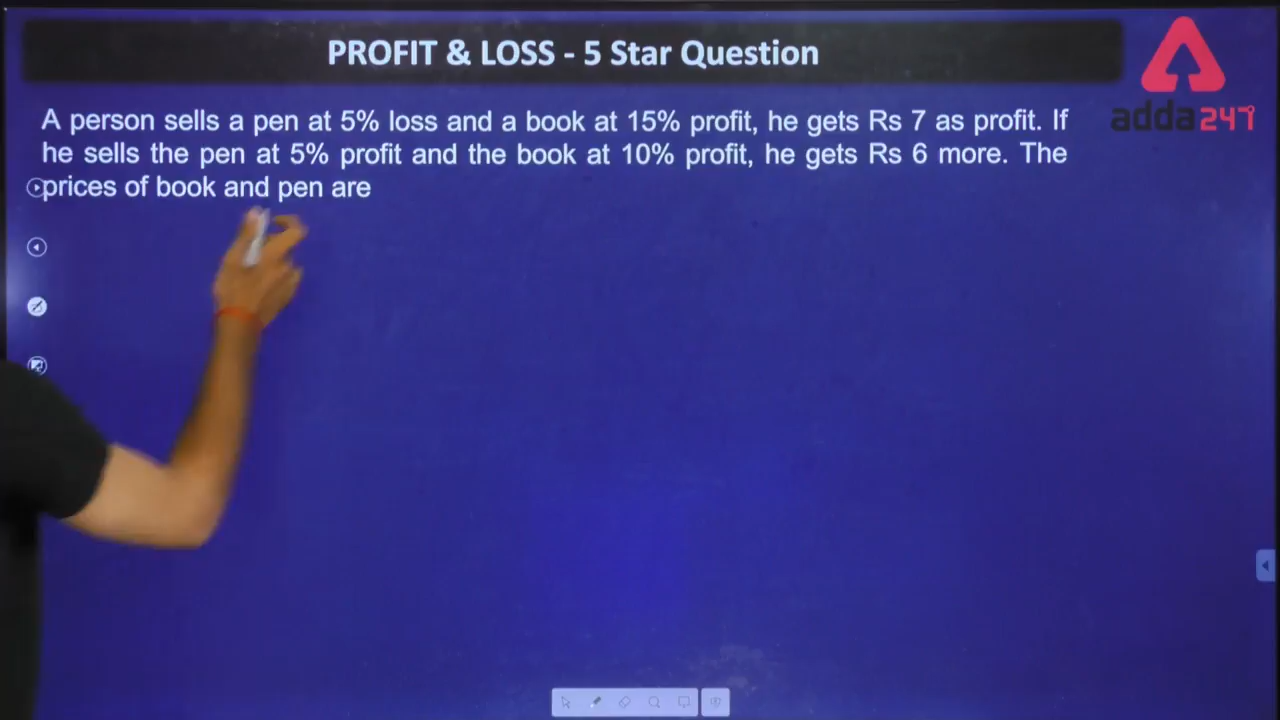 PROFIT & LOSS - 5 Star Question
adda247
A person sells a pen at 5% loss and a book at 15% profit, he gets Rs 7 as profit. If
he sells the pen at 5% profit and the book at 10% profit, he gets Rs 6 more. The
prices of book and pen are